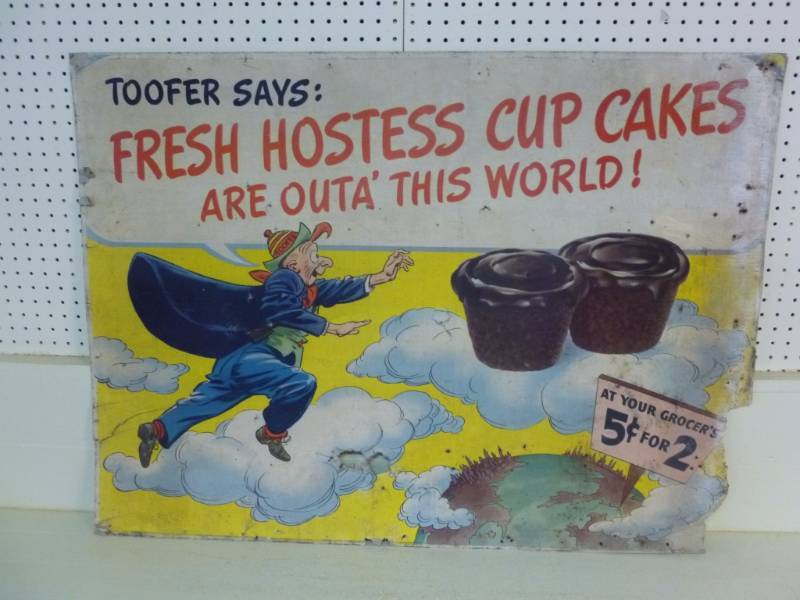 TOOFER SAYS:
FRESH HOSTESS CUP CAKES
ARE OUTA' THIS WORLD!
AT YOUR GROCER'S
5¢ FOR 2